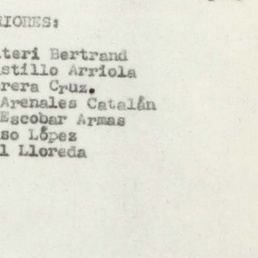 RIORES:
teri Bertrand
stillo Arriola
rera Cruz.
Arenales Catalán
Escobar Armas
so López
l Lloreda